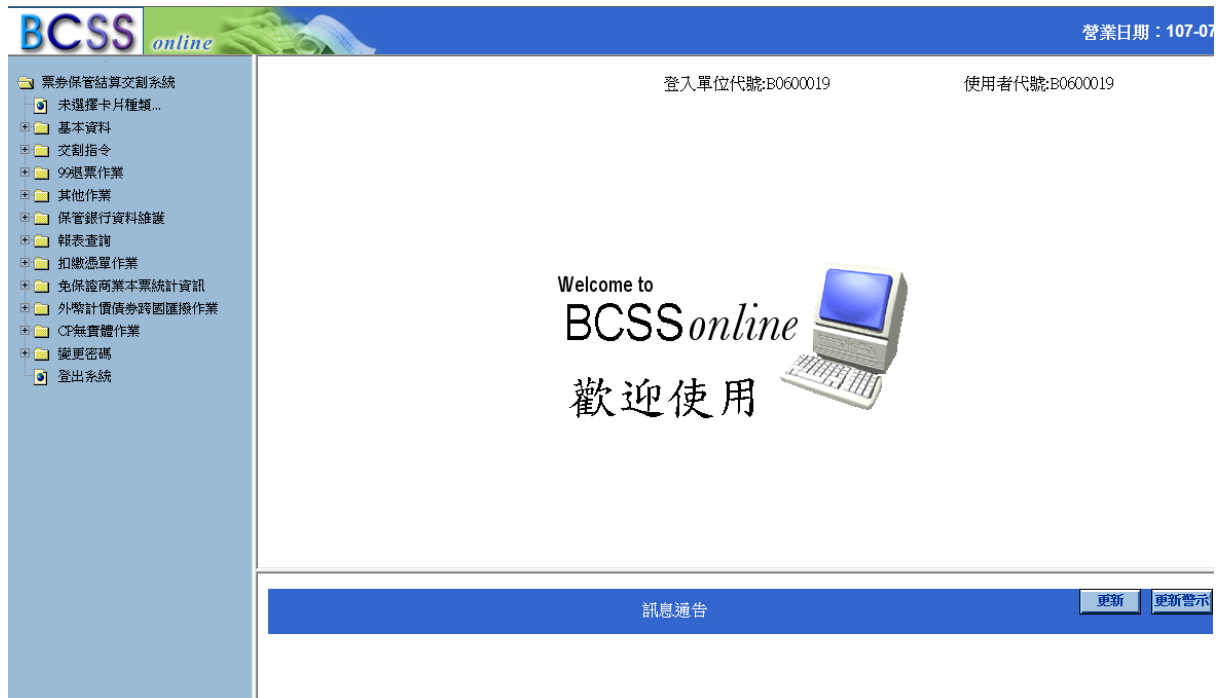 BCSS online
營業日期：107-07
票券保管結算交割系統
未選擇卡片種類...
基本資料
交割指令
99退票作業
其他作業
保管銀行資料維護
報表查詢
扣繳憑單作業
免保證商業本票統計資訊
外幣計價債券跨國匯撥作業
CP無實體作業
變更密碼
登出系統
登入單位代號:B0600019 使用者代號:B0600019
Welcome to
BCSS online
歡迎使用
訊息通告
更新 更新警示